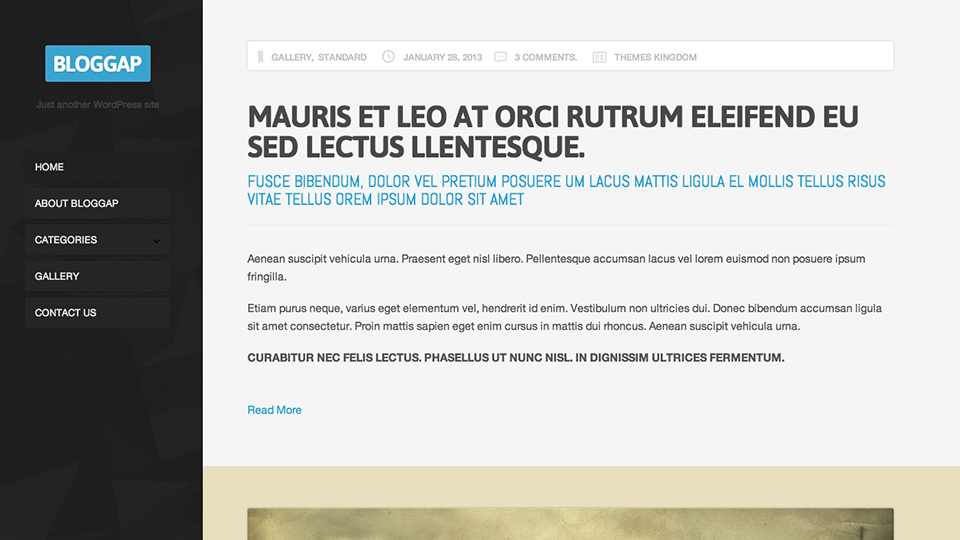 BLOGGAP
Just another WordPress site
HOME
ABOUT BLOGGAP
CATEGORIES
GALLERY
CONTACT US
GALLERY, STANDARD JANUARY 28, 2013 3 COMMENTS. THEMES KINGDOM
MAURIS ET LEO AT ORCI RUTRUM ELEIFEND EU
SED LECTUS LLENTESQUE.
FUSCE BIBENDUM, DOLOR VEL PRETIUM POSUERE UM LACUS MATTIS LIGULA EL MOLLIS TELLUS RISUS
VITAE TELLUS OREM IPSUM DOLOR SIT AMET
Aenean suscipit vehicula urna. Praesent eget nisl libero. Pellentesque accumsan lacus vel lorem euismod non posuere ipsum
fringilla.
Etiam purus neque, varius eget elementum vel, hendrerit id enim. Vestibulum non ultricies dui. Donec bibendum accumsan ligula
sit amet consectetur. Proin mattis sapien eget enim cursus in mattis dui rhoncus. Aenean suscipit vehicula urna.
CURABITUR NEC FELIS LECTUS. PHASELLUS UT NUNC NISL. IN DIGNISSIM ULTRICES FERMENTUM.
Read More